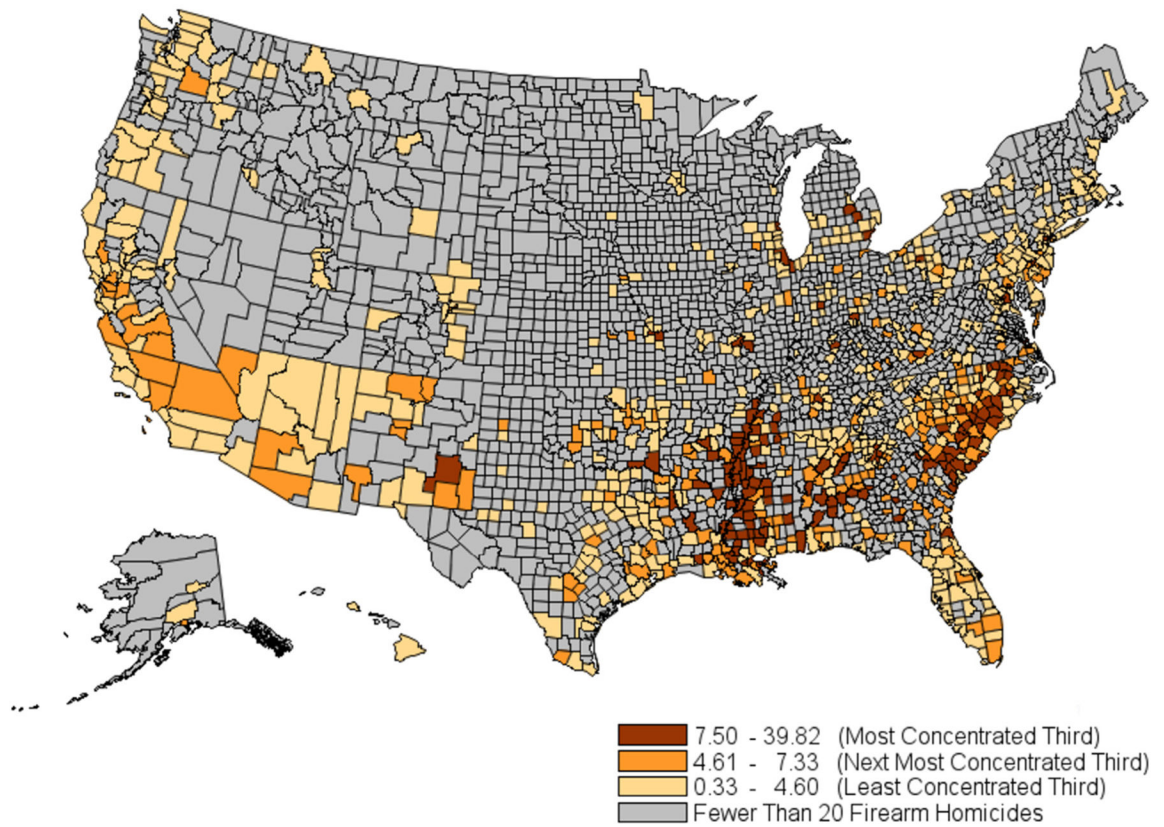 7.50 - 39.82 (Most Concentrated Third)
4.61 - 7.33 (Next Most Concentrated Third)
0.33 - 4.60 (Least Concentrated Third)
Fewer Than 20 Firearm Homicides